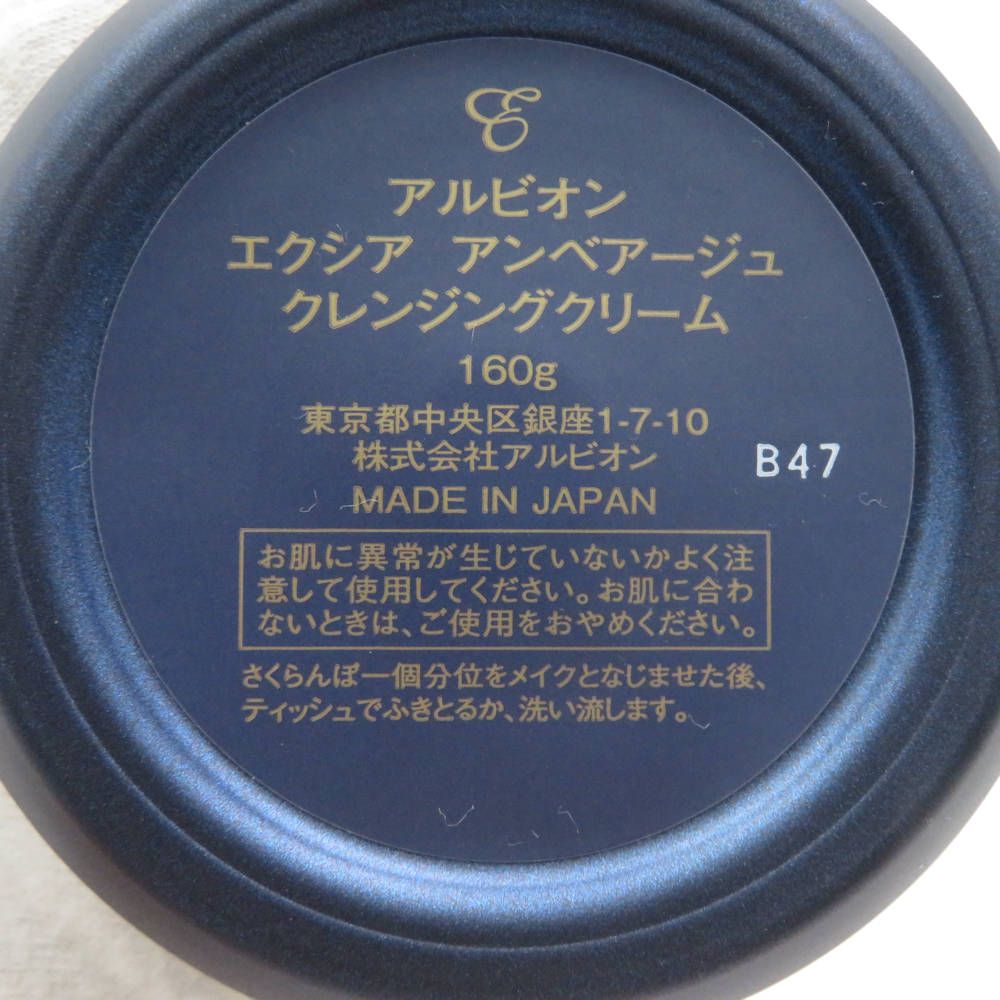 E
アルビオン
エクシア アンベアージュ
クレンジングクリーム
160g
東京都中央区銀座1-7-10
株式会社アルビオン
MADE IN JAPAN
B47
お肌に異常が生じていないかよく注
意して使用してください。お肌に合わ
ないときは、ご使用をおやめください。
さくらんぼ一個分位をメイクとなじませた後、
ティッシュでふきとるか、洗い流します。